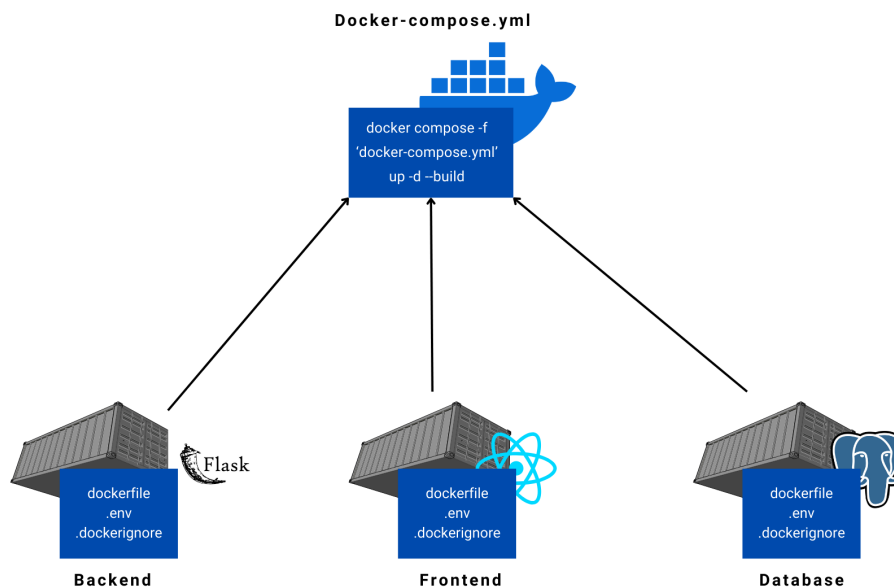 Docker-compose.yml
docker compose -f
‘docker-compose.yml’
up -d --build
Flask
dockerfile
.env
.dockerignore
Backend
dockerfile
.env
.dockerignore
Frontend
dockerfile
.env
.dockerignore
Database